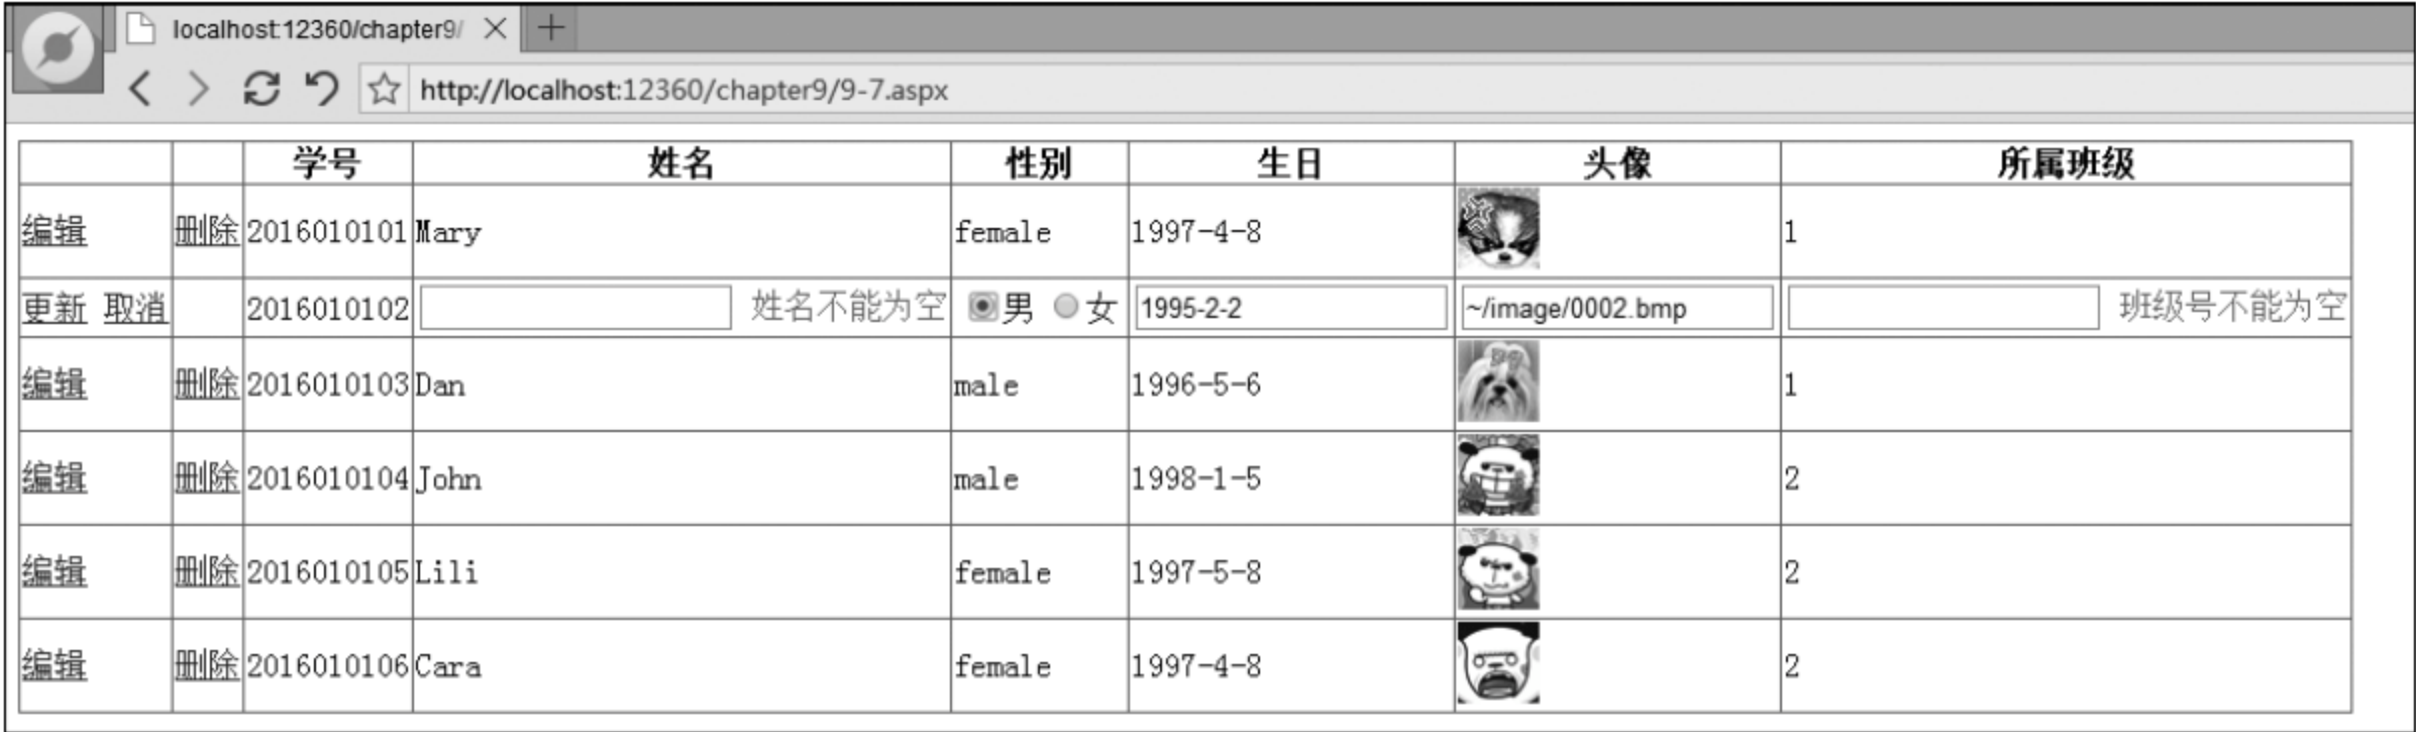 localhost:12360/chapter9/
http://localhost:12360/chapter9/9-7.aspx
学号 姓名 性别 生日 头像 所属班级
编辑 删除 2016010101 Mary female 1997-4-8 1
更新 取消 2016010102 姓名不能为空 男 女 1995-2-2 ~/image/0002.bmp 班级号不能为空
编辑 删除 2016010103 Dan male 1996-5-6 1
编辑 删除 2016010104 John male 1998-1-5 2
编辑 删除 2016010105 Lili female 1997-5-8 2
编辑 删除 2016010106 Cara female 1997-4-8 2